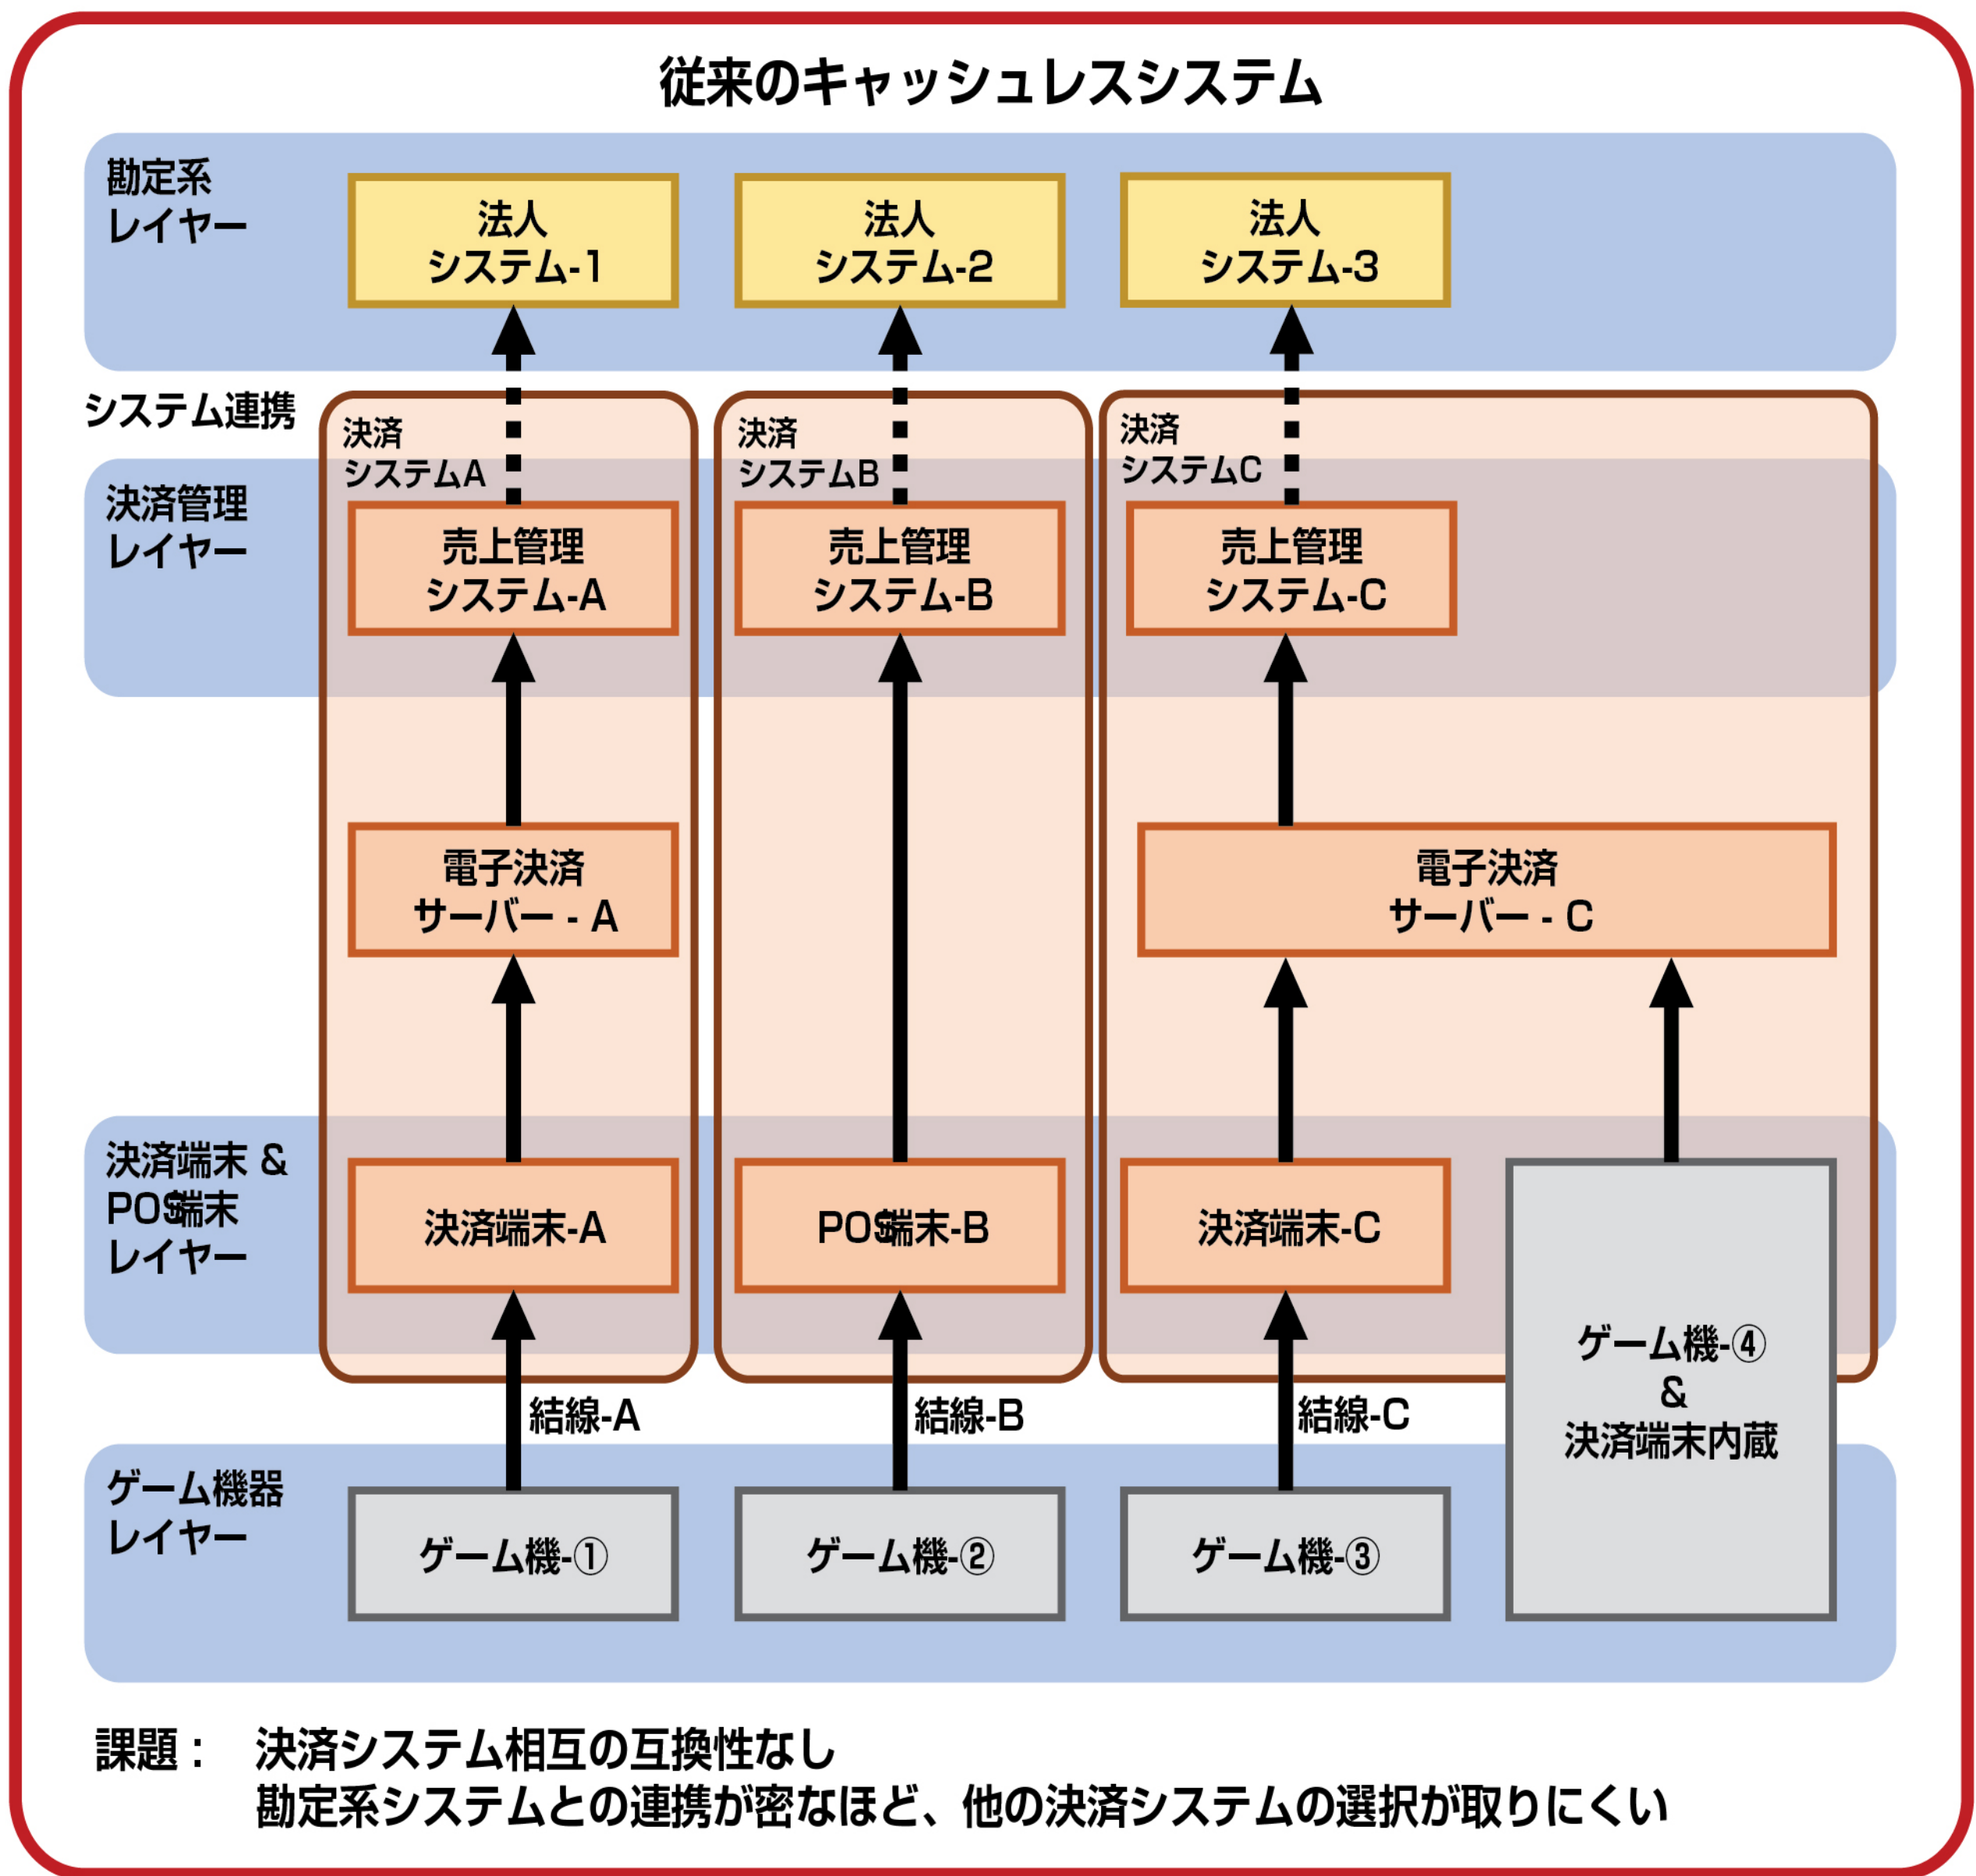 従来のキャッシュレスシステム
勘定系
レイヤー
法人
システム-1
法人
システム-2
法人
システム-3
システム連携
決済
システムA
決済
システムB
決済
システムC
決済管理
レイヤー
売上管理
システム-A
売上管理
システム-B
売上管理
システム-C
電子決済
サーバー - A
電子決済
サーバー - C
決済端末 &
POS端末
レイヤー
決済端末-A
POS端末-B
決済端末-C
ゲーム機-④
&
決済端末内蔵
結線-A
結線-B
結線-C
ゲーム機器
レイヤー
ゲーム機-①
ゲーム機-②
ゲーム機-③
課題： 決済システム相互の互換性なし
勘定系システムとの連携が密なほど、他の決済システムの選択が取りにくい